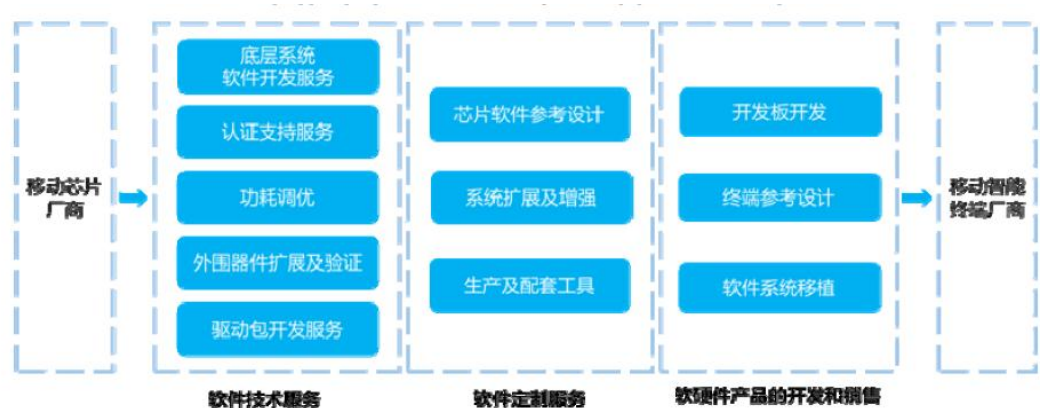 移动芯片
厂商
底层系统
软件开发服务
认证支持服务
功耗调优
外围器件扩展及验证
驱动包开发服务
软件技术服务
芯片软件参考设计
系统扩展及增强
生产及配套工具
软件定制服务
开发板开发
终端参考设计
软件系统移植
软硬件产品的开发和销售
移动智能
终端厂商